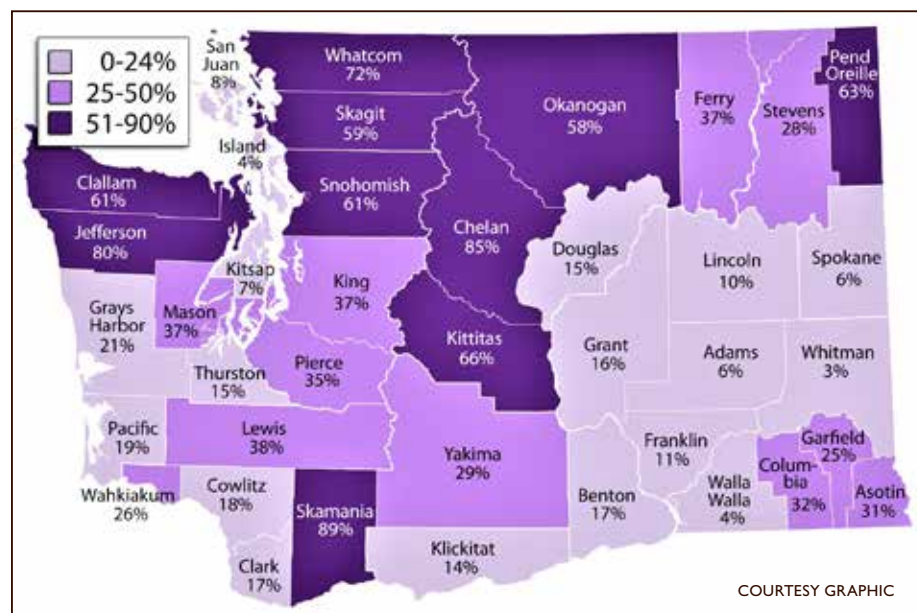 0-24%
25-50%
51-90%
San
Juan
8%
Whatcom
72%
Skagit
59%
Island
4%
Snohomish
61%
Okanogan
58%
Ferry
37%
Stevens
28%
Pend
Oreille
63%
Clallam
61%
Jefferson
80%
Chelan
85%
Douglas
15%
Lincoln
10%
Spokane
6%
Kitsap
7%
King
37%
Grays
Harbor
21%
Mason
37%
Kittitas
66%
Grant
16%
Adams
6%
Whitman
3%
Thurston
15%
Pierce
35%
Pacific
19%
Lewis
38%
Yakima
29%
Franklin
11%
Garfield
25%
Colum-
bia
32%
Asotin
31%
Wahkiakum
26%
Cowlitz
18%
Skamania
89%
Benton
17%
Walla
Walla
4%
Clark
17%
Klickitat
14%
COURTESY GRAPHIC